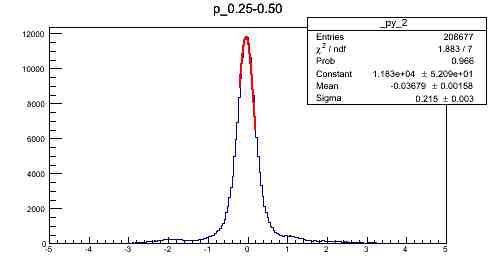 p_0.25-0.50
_py_2
Entries 208677
χ² / ndf 1.883 / 7
Prob 0.966
Constant 1.183e+04 ± 5.209e+01
Mean -0.03679 ± 0.00158
Sigma 0.215 ± 0.003
12000
10000
8000
6000
4000
2000
0
-5 -4 -3 -2 -1 0 1 2 3 4 5